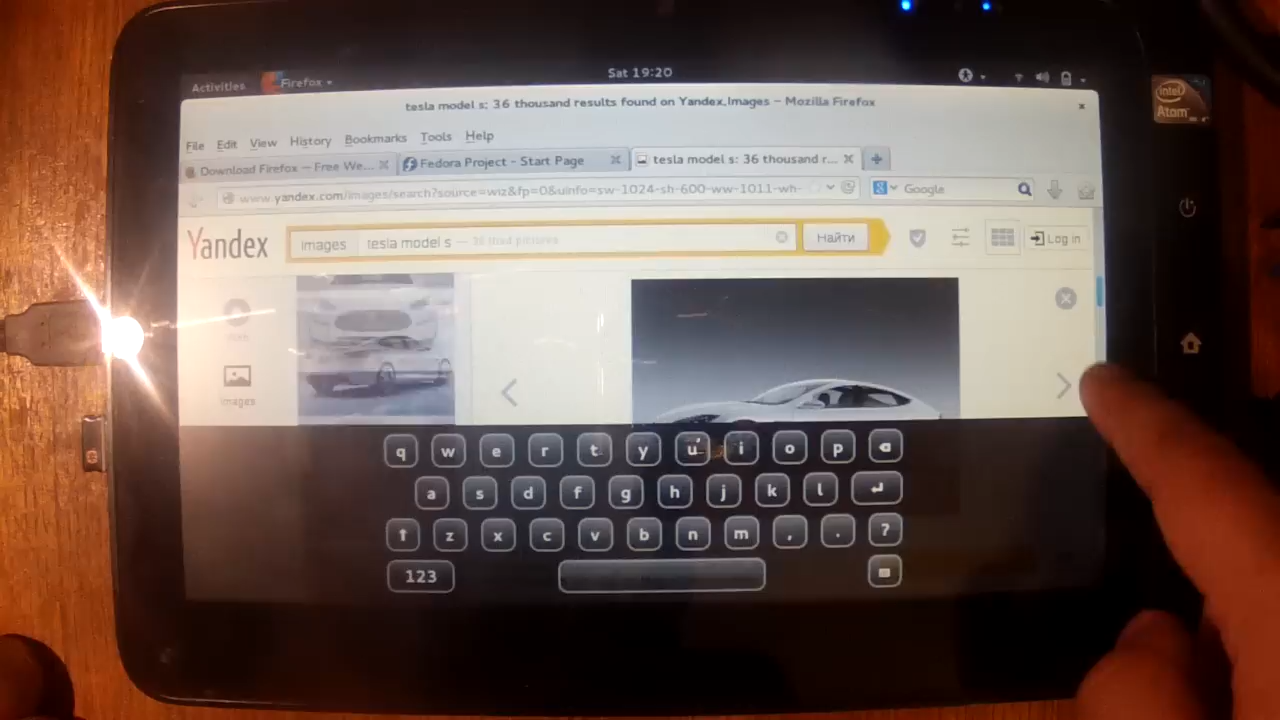 Activities Firefox Sat 19:20
tesla model s: 36 thousand results found on Yandex.Images – Mozilla Firefox
intel
Atom
File Edit View History Bookmarks Tools Help
Download Firefox — Free We... Fedora Project - Start Page tesla model s: 36 thousand r...
www.yandex.com/images/search?source=wiz&fp=0&uinfo=sw-1024-sh-600-ww-1011-wh- Google
Yandex images tesla model s Найти Log in
Images
q w e r t y u i o p
a s d f g h j k l
z x c v b n m , . ?
123